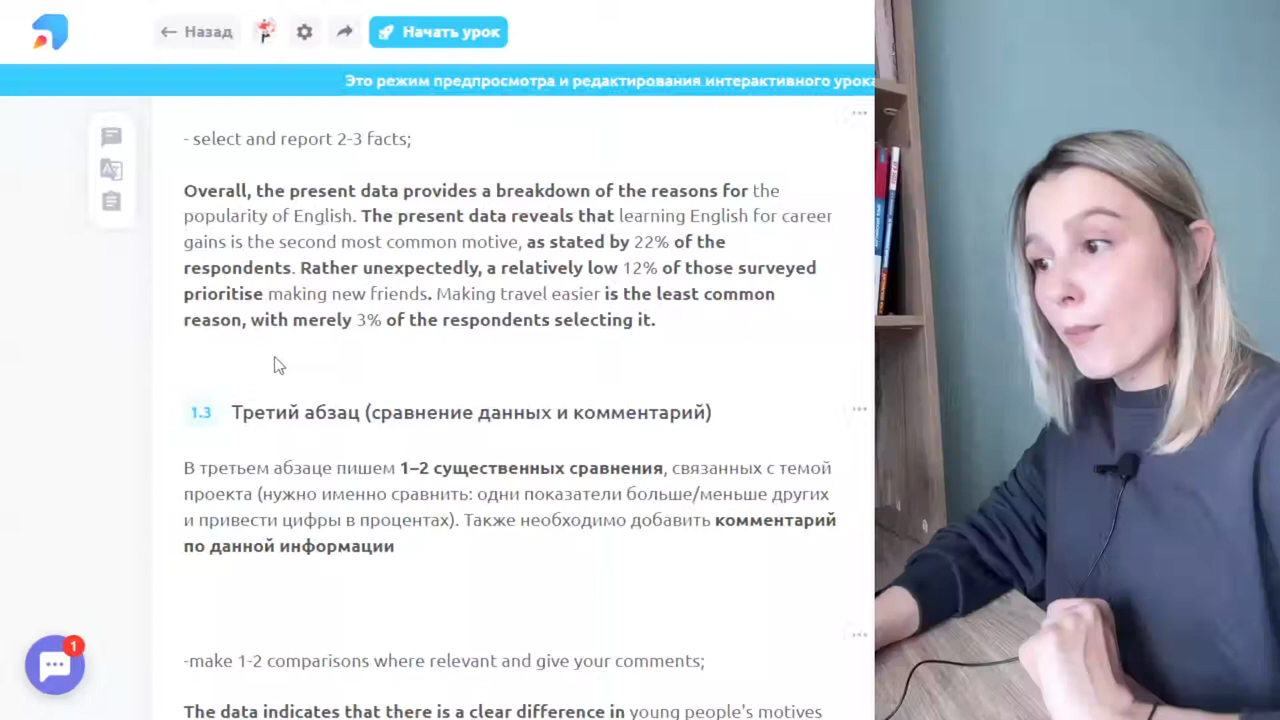 Назад
Начать урок
Это режим предпросмотра и редактирования интерактивного урока
- select and report 2-3 facts;
Overall, the present data provides a breakdown of the reasons for the
popularity of English. The present data reveals that learning English for career
gains is the second most common motive, as stated by 22% of the
respondents. Rather unexpectedly, a relatively low 12% of those surveyed
prioritise making new friends. Making travel easier is the least common
reason, with merely 3% of the respondents selecting it.
1.3 Третий абзац (сравнение данных и комментарий)
В третьем абзаце пишем 1–2 существенных сравнения, связанных с темой
проекта (нужно именно сравнить: одни показатели больше/меньше других
и привести цифры в процентах). Также необходимо добавить комментарий
по данной информации
1
-make 1-2 comparisons where relevant and give your comments;
The data indicates that there is a clear difference in young people's motives